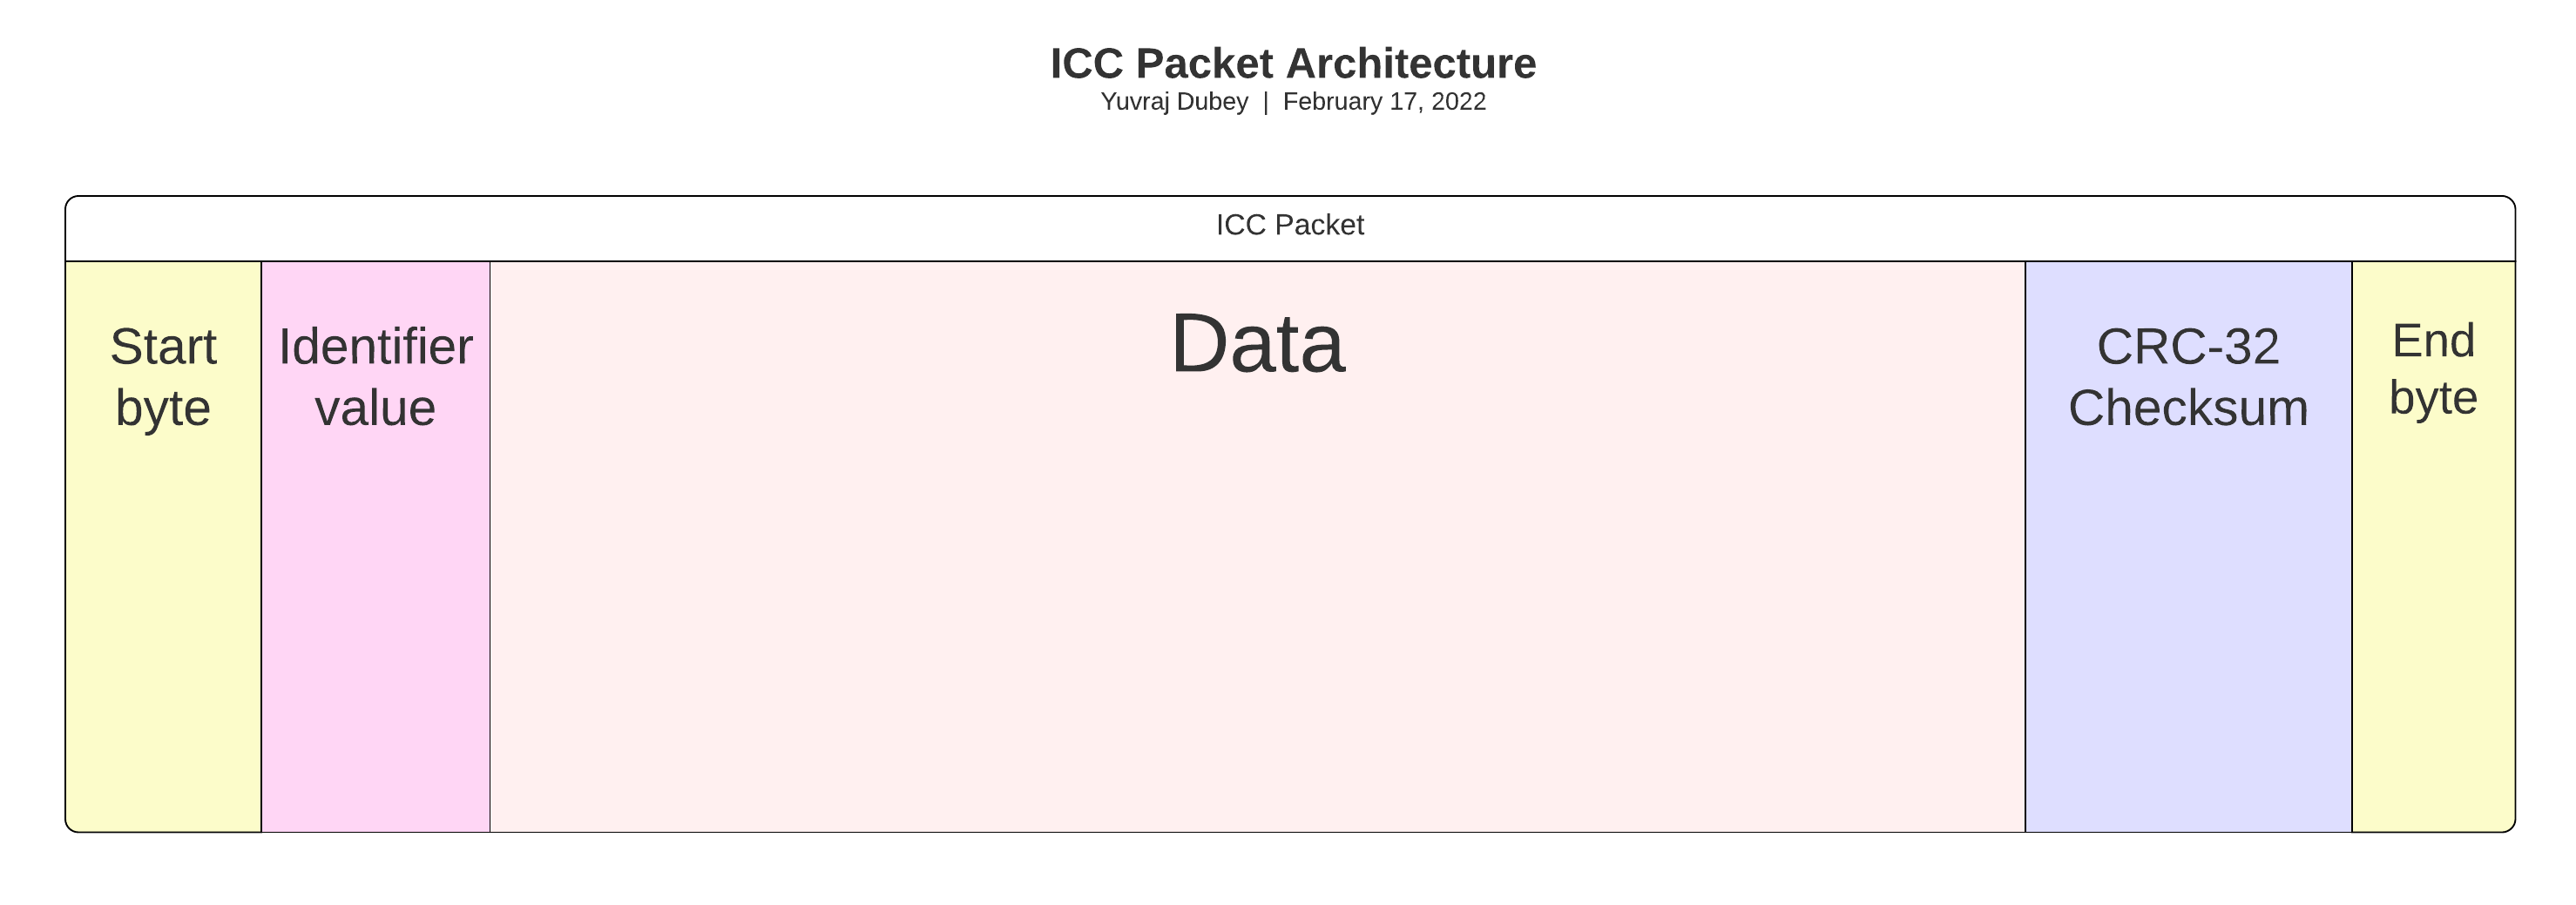 ICC Packet Architecture
Yuvraj Dubey | February 17, 2022
ICC Packet
Start
byte
Identifier
value
Data
CRC-32
Checksum
End
byte